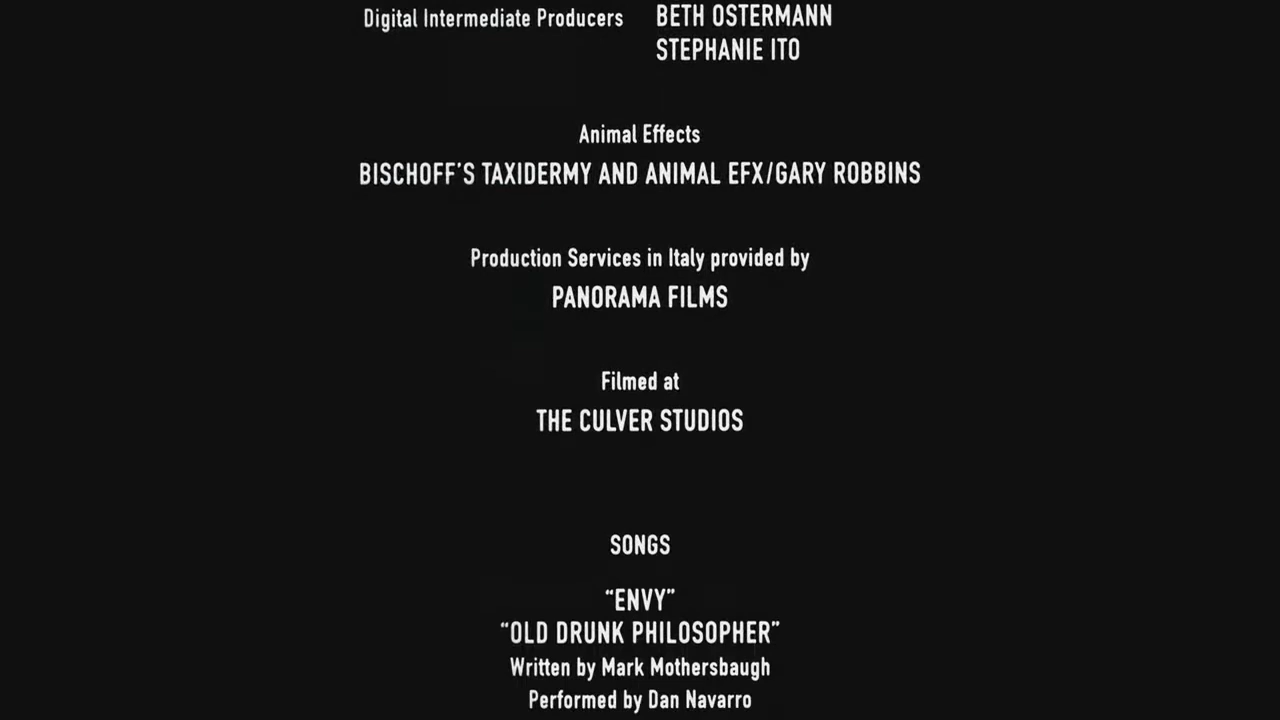 Digital Intermediate Producers BETH OSTERMANN
STEPHANIE ITO
Animal Effects
BISCHOFF'S TAXIDERMY AND ANIMAL EFX/GARY ROBBINS
Production Services in Italy provided by
PANORAMA FILMS
Filmed at
THE CULVER STUDIOS
SONGS
“ENVY”
“OLD DRUNK PHILOSOPHER”
Written by Mark Mothersbaugh
Performed by Dan Navarro